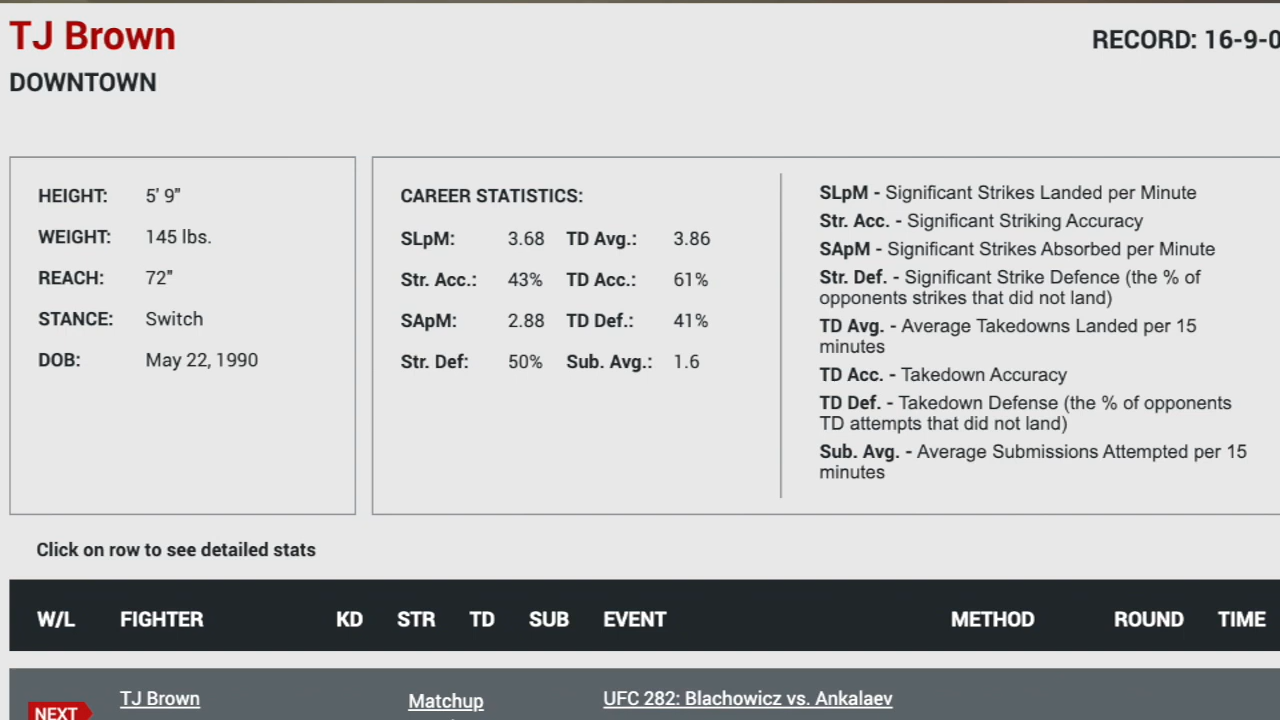 TJ Brown
RECORD: 16-9-0
DOWNTOWN
HEIGHT: 5' 9"
WEIGHT: 145 lbs.
REACH: 72"
STANCE: Switch
DOB: May 22, 1990
CAREER STATISTICS:
SLpM: 3.68 TD Avg.: 3.86
Str. Acc.: 43% TD Acc.: 61%
SApM: 2.88 TD Def.: 41%
Str. Def: 50% Sub. Avg.: 1.6
SLpM - Significant Strikes Landed per Minute
Str. Acc. - Significant Striking Accuracy
SApM - Significant Strikes Absorbed per Minute
Str. Def. - Significant Strike Defence (the % of
opponents strikes that did not land)
TD Avg. - Average Takedowns Landed per 15
minutes
TD Acc. - Takedown Accuracy
TD Def. - Takedown Defense (the % of opponents
TD attempts that did not land)
Sub. Avg. - Average Submissions Attempted per 15
minutes
Click on row to see detailed stats
W/L FIGHTER KD STR TD SUB EVENT METHOD ROUND TIME
NEXT TJ Brown Matchup UFC 282: Blachowicz vs. Ankalaev